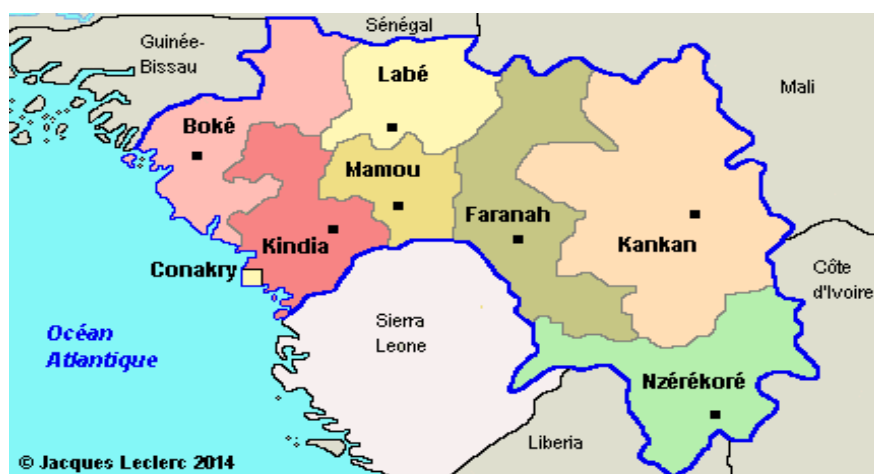 Sénégal
Guinée-
Bissau
Labé
Mali
Boké
Mamou
Faranah
Kindia
Kankan
Conakry
Côte
d'Ivoire
Sierra
Leone
Océan
Atlantique
Nzérékoré
Liberia
© Jacques Leclerc 2014